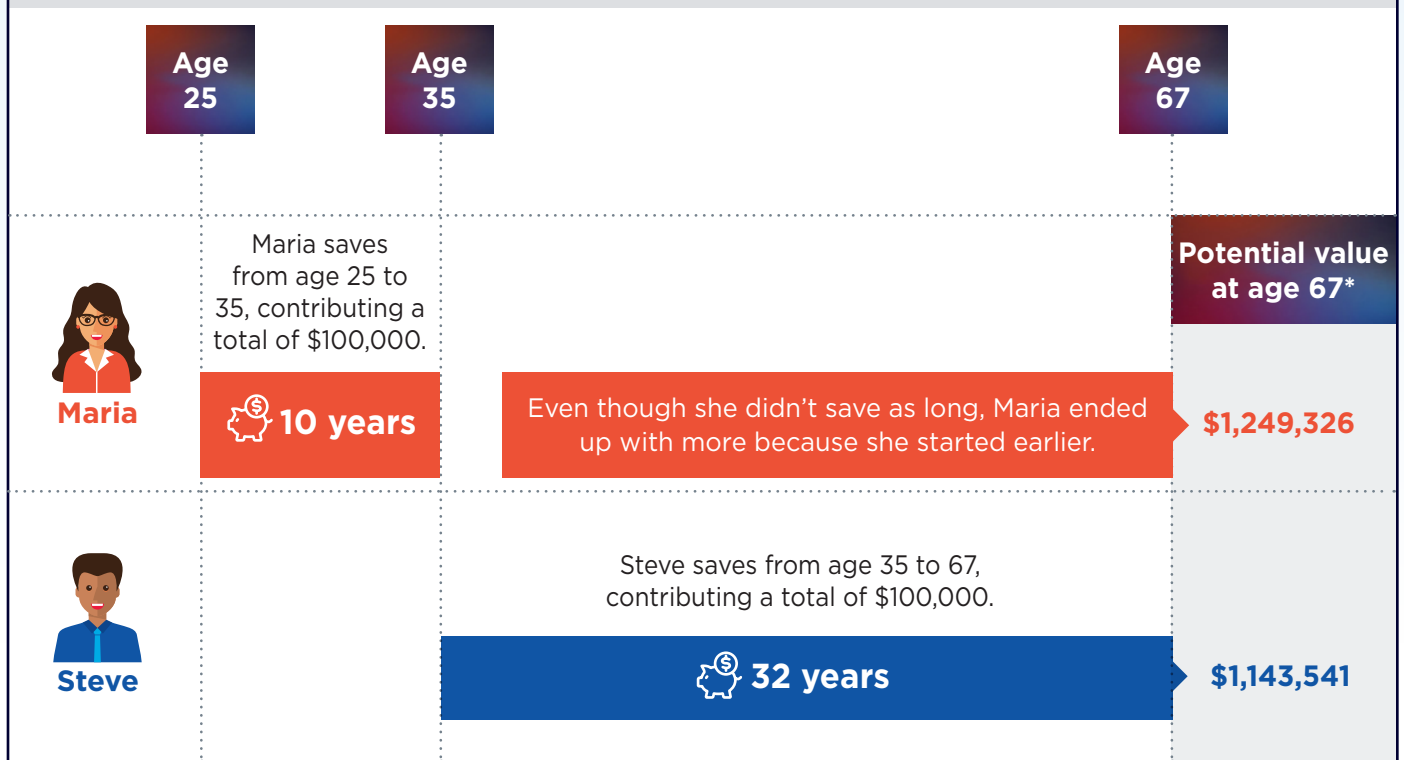 Age
25
Age
35
Age
67
Maria saves
from age 25 to
35, contributing a
total of $100,000.
Potential value
at age 67*
Maria
10 years
Even though she didn't save as long, Maria ended
up with more because she started earlier.
$1,249,326
Steve saves from age 35 to 67,
contributing a total of $100,000.
Steve
32 years
$1,143,541